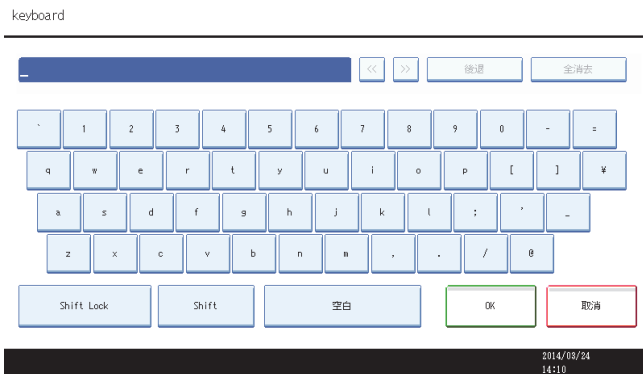 keyboard
_
<< >> 後退 全消去
` 1 2 3 4 5 6 7 8 9 0 - =
q w e r t y u i o p [ ] ¥
a s d f g h j k l ; ' _
z x c v b n m , . / @
Shift Lock Shift 空白 OK 取消
2014/03/24
14:10